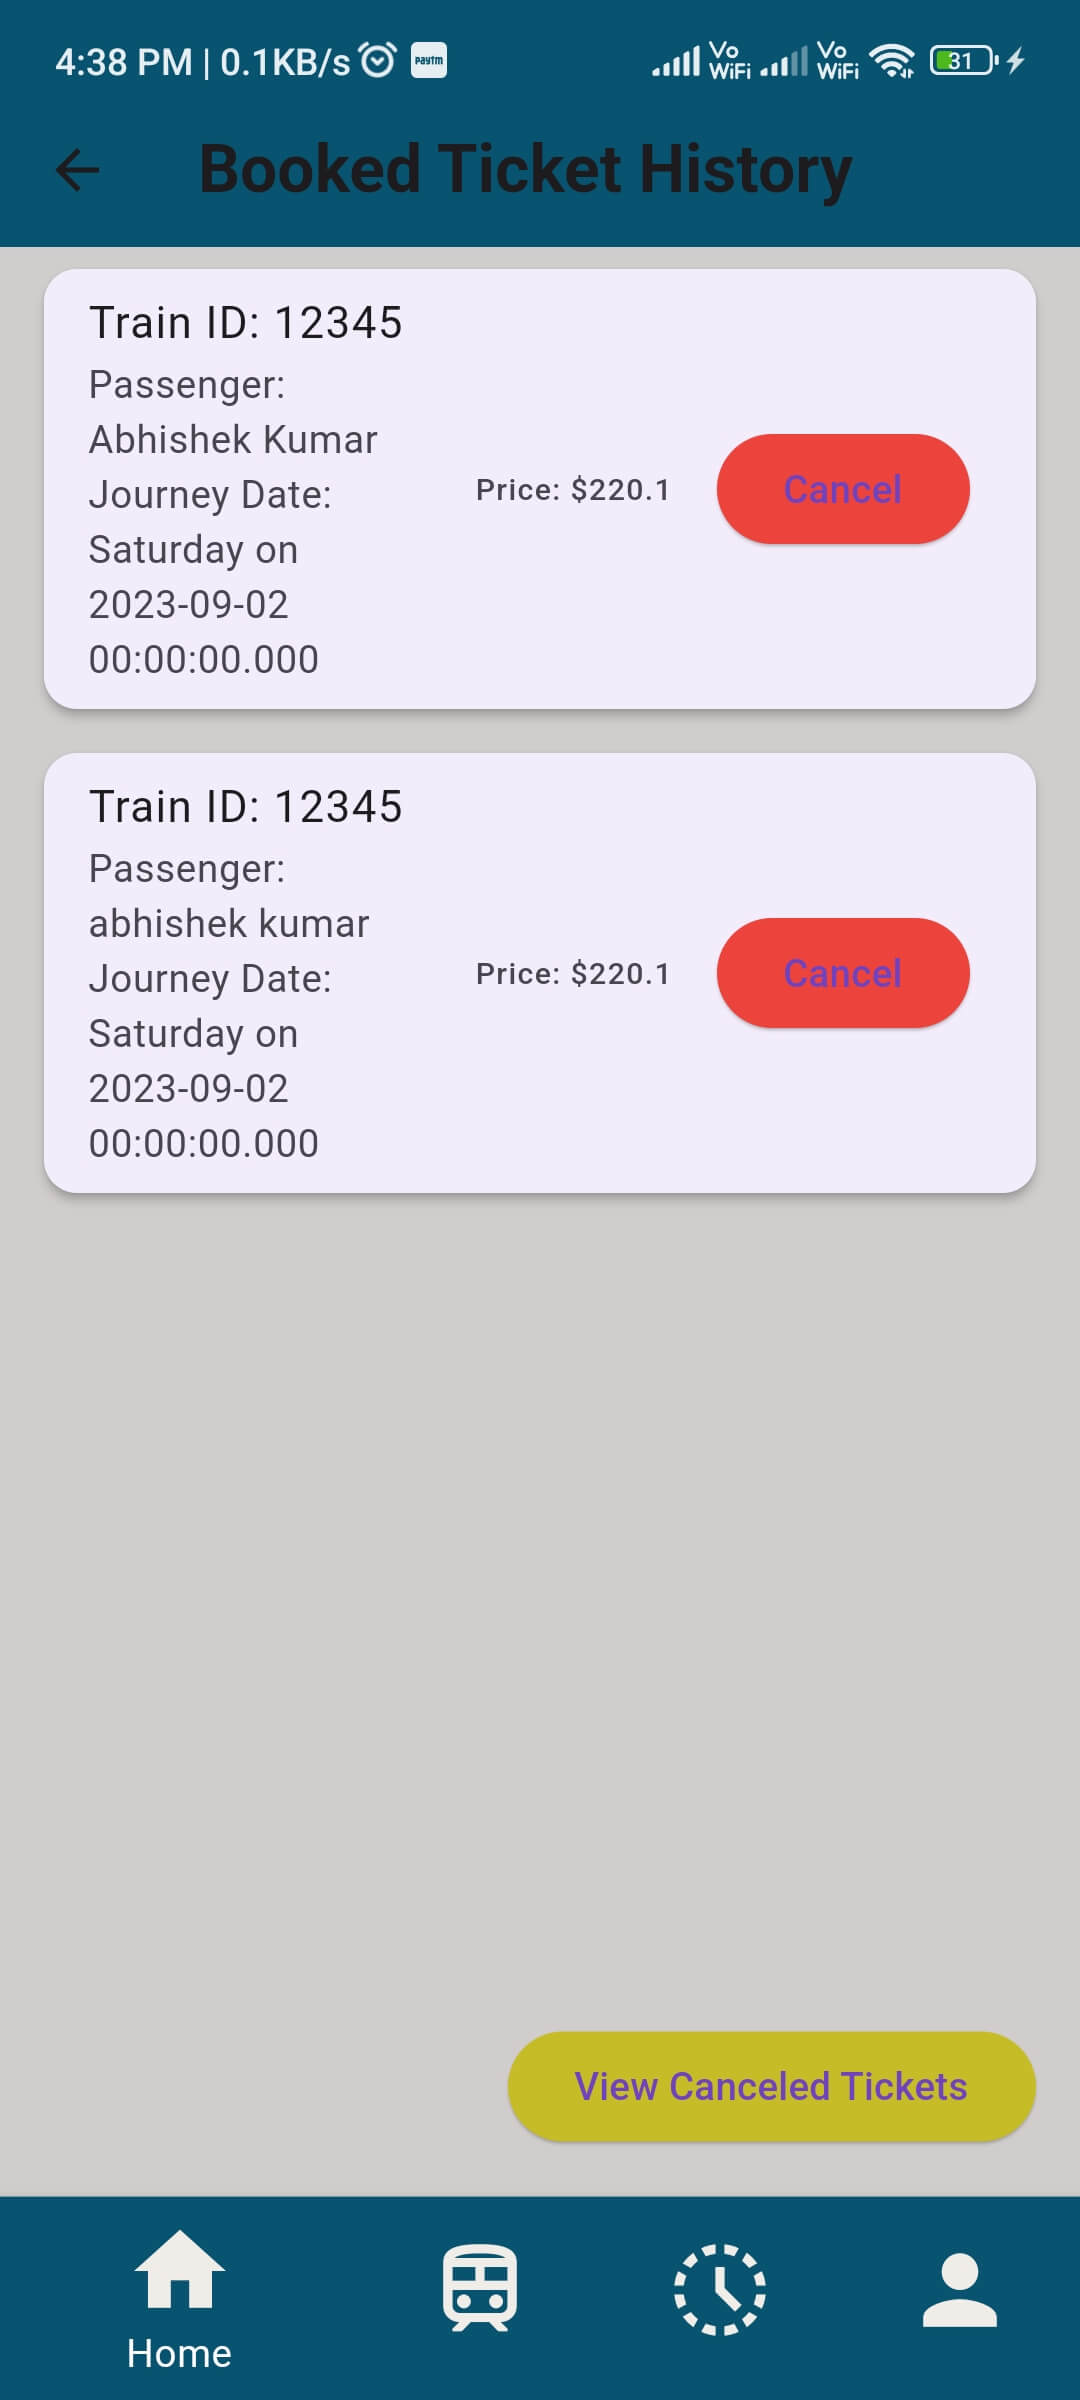 4:38 PM | 0.1KB/s paytm Vo WiFi Vo WiFi 31
Booked Ticket History
Train ID: 12345
Passenger:
Abhishek Kumar
Journey Date:
Saturday on
2023-09-02
00:00:00.000
Price: $220.1
Cancel
Train ID: 12345
Passenger:
abhishek kumar
Journey Date:
Saturday on
2023-09-02
00:00:00.000
Price: $220.1
Cancel
View Canceled Tickets
Home